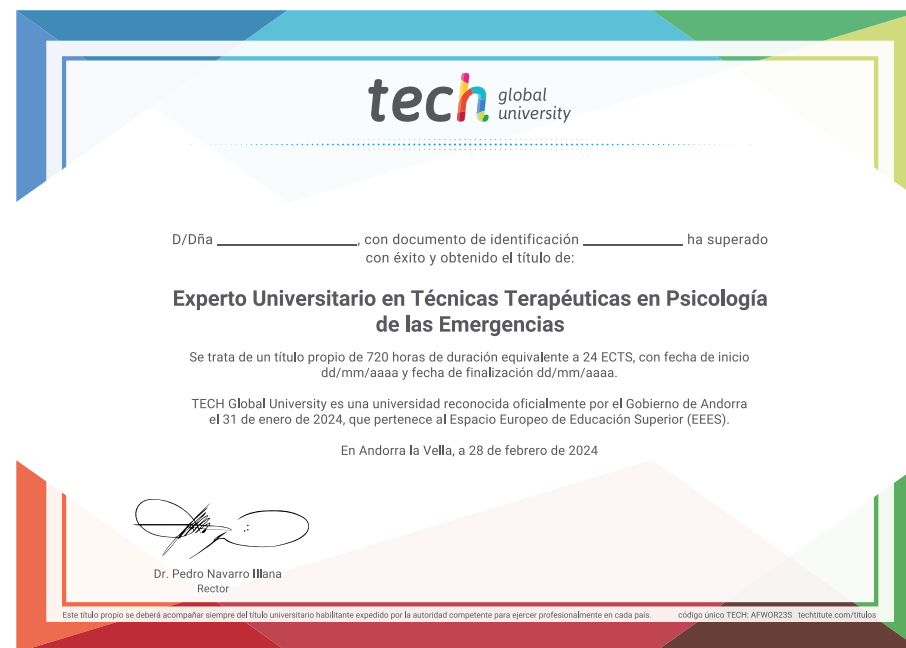 tech global university
D/Dña ____________________, con documento de identificación ______________ ha superado
con éxito y obtenido el título de:
Experto Universitario en Técnicas Terapéuticas en Psicología
de las Emergencias
Se trata de un título propio de 720 horas de duración equivalente a 24 ECTS, con fecha de inicio
dd/mm/aaaa y fecha de finalización dd/mm/aaaa.
TECH Global University es una universidad reconocida oficialmente por el Gobierno de Andorra
el 31 de enero de 2024, que pertenece al Espacio Europeo de Educación Superior (EEES).
En Andorra la Vella, a 28 de febrero de 2024
Dr. Pedro Navarro Illana
Rector
Este título propio se deberá acompañar siempre del título universitario habilitante expedido por la autoridad competente para ejercer profesionalmente en cada país. código único TECH: AFWOR23S techtitute.com/titulos